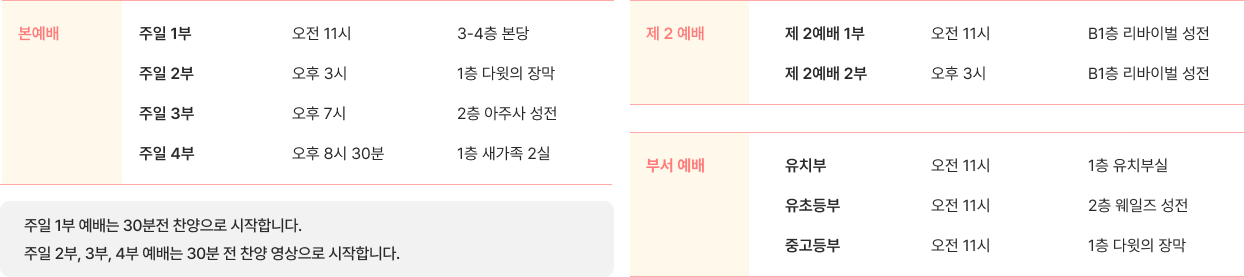 본예배 주일 1부 오전 11시 3-4층 본당
주일 2부 오후 3시 1층 다윗의 장막
주일 3부 오후 7시 2층 아주사 성전
주일 4부 오후 8시 30분 1층 새가족 2실
주일 1부 예배는 30분전 찬양으로 시작합니다.
주일 2부, 3부, 4부 예배는 30분 전 찬양 영상으로 시작합니다.
제 2 예배 제 2예배 1부 오전 11시 B1층 리바이벌 성전
제 2예배 2부 오후 3시 B1층 리바이벌 성전
부서 예배 유치부 오전 11시 1층 유치부실
유초등부 오전 11시 2층 웨일즈 성전
중고등부 오전 11시 1층 다윗의 장막